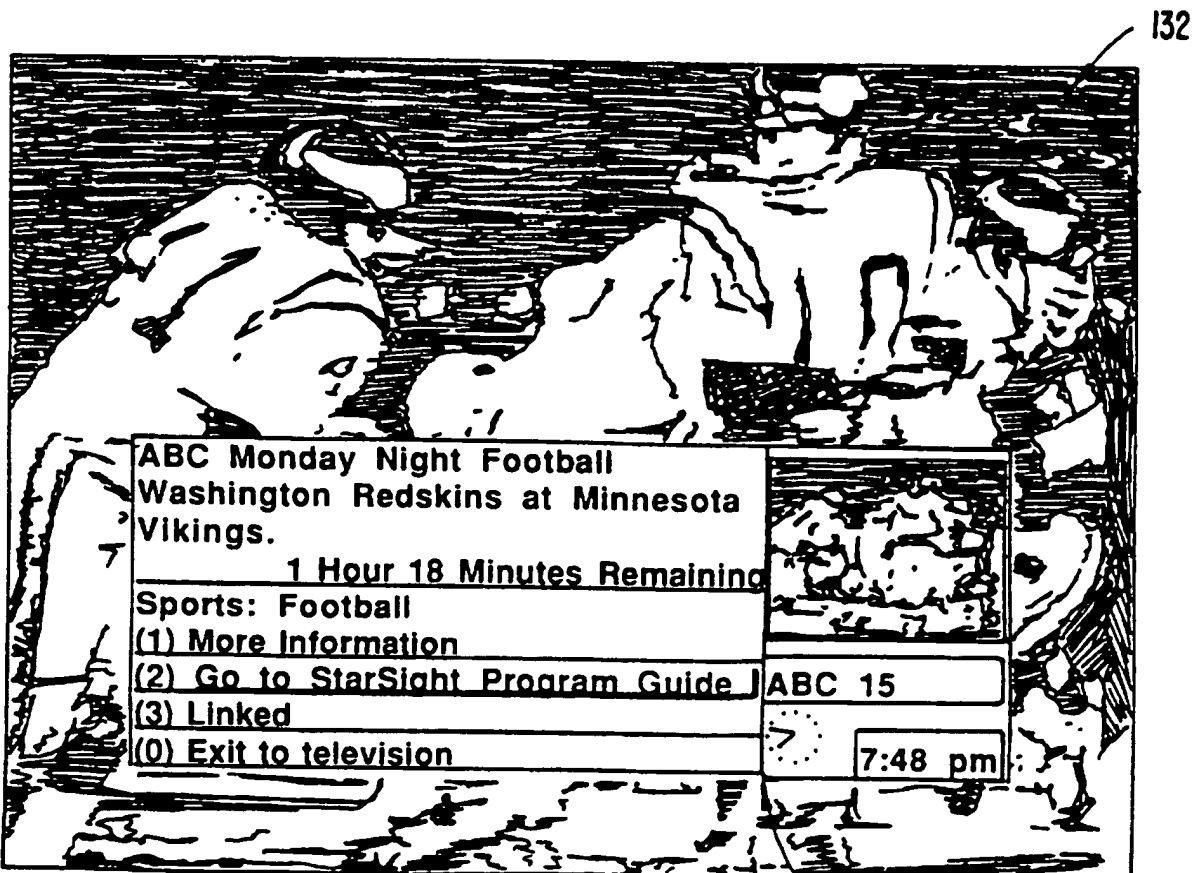 132
ABC Monday Night Football
Washington Redskins at Minnesota
Vikings.
1 Hour 18 Minutes Remaining
Sports: Football
(1) More Information
(2) Go to StarSight Program Guide
ABC 15
(3) Linked
(0) Exit to television
7:48 pm